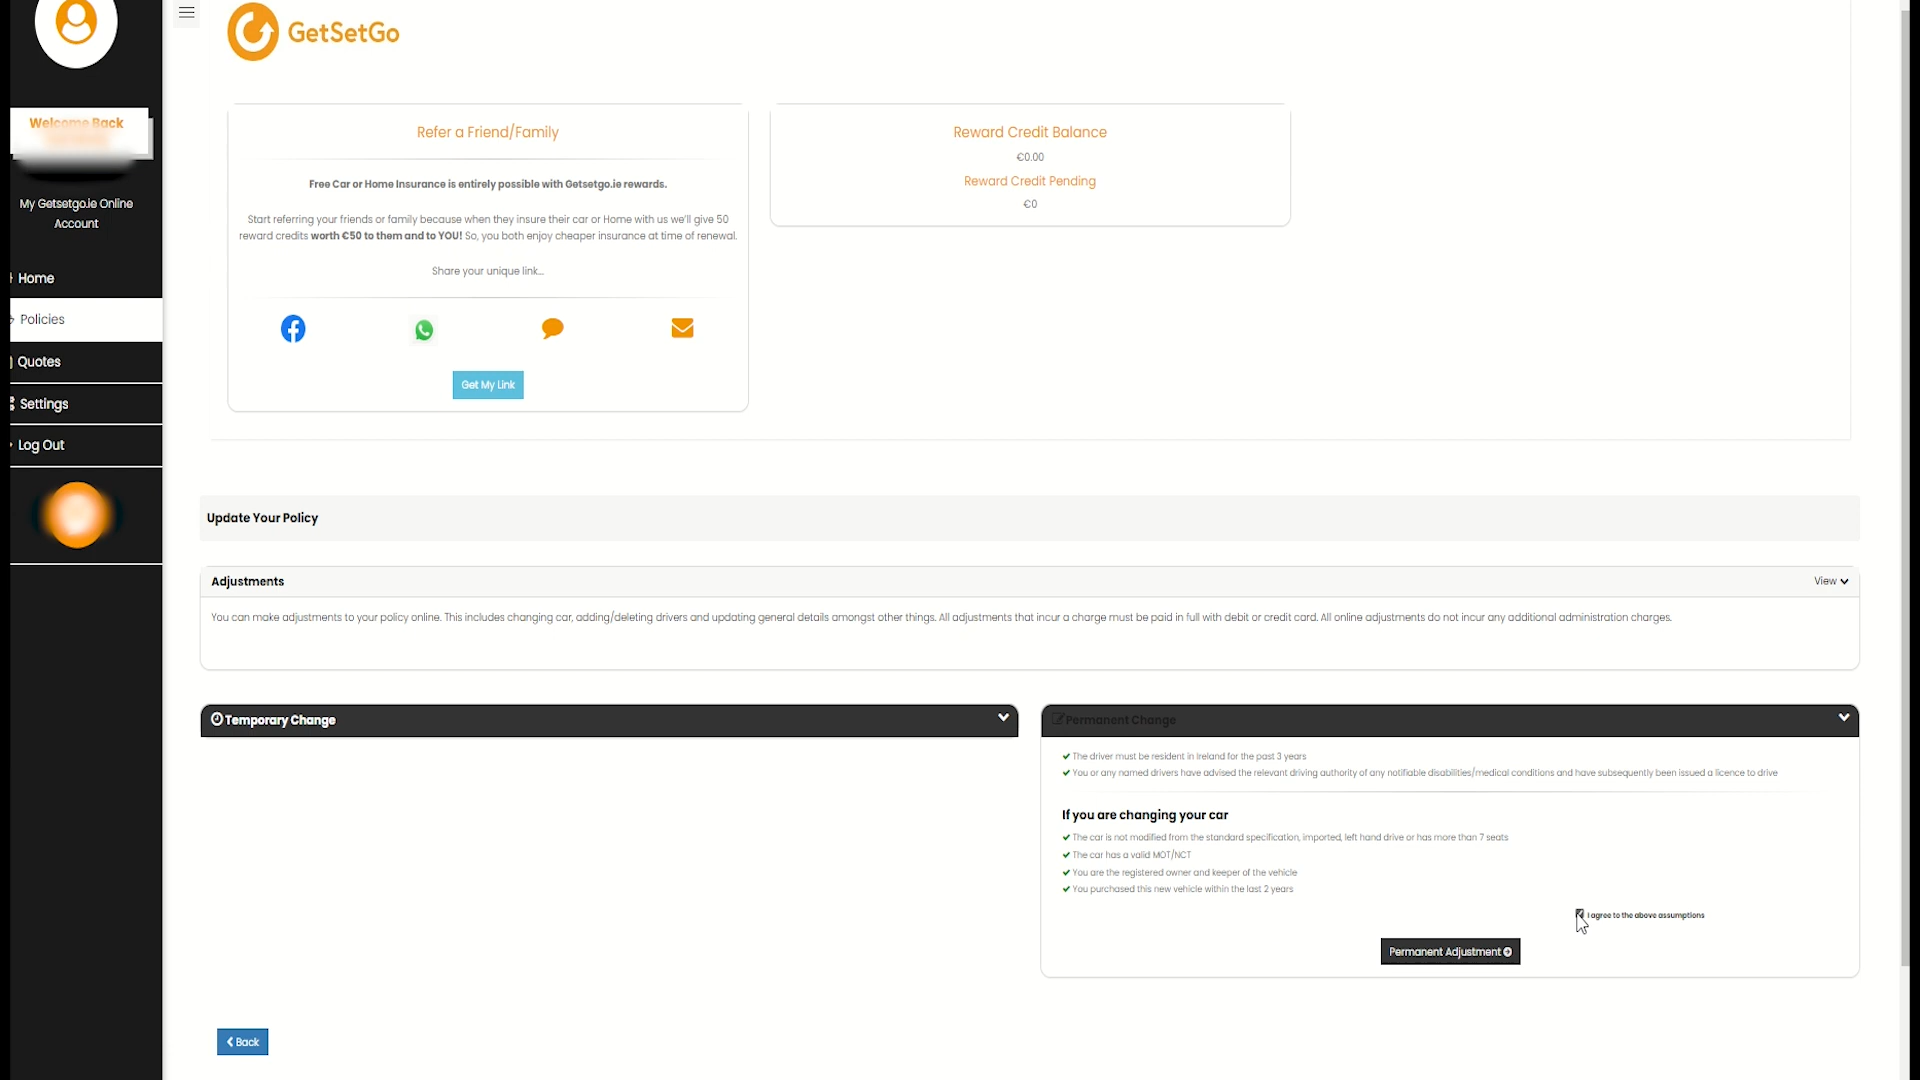 GetSetGo
Welcome Back
My Getsetgo.ie Online
Account
Home
Policies
Quotes
Settings
Log Out
Refer a Friend/Family
Free Car or Home Insurance is entirely possible with Getsetgo.ie rewards.
Start referring your friends or family because when they insure their car or Home with us we'll give 50
reward credits worth €50 to them and to YOU! So, you both enjoy cheaper insurance at time of renewal.
Share your unique link...
Get My Link
Reward Credit Balance
€0.00
Reward Credit Pending
€0
Update Your Policy
Adjustments
View
You can make adjustments to your policy online. This includes changing car, adding/deleting drivers and updating general details amongst other things. All adjustments that incur a charge must be paid in full with debit or credit card. All online adjustments do not incur any additional administration charges.
Temporary Change
Permanent Change
The driver must be resident in Ireland for the past 3 years
You or any named drivers have advised the relevant driving authority of any notifiable disabilities/medical conditions and have subsequently been issued a licence to drive
If you are changing your car
The car is not modified from the standard specification, imported, left hand drive or has more than 7 seats
The car has a valid MOT/NCT
You are the registered owner and keeper of the vehicle
You purchased this new vehicle within the last 2 years
I agree to the above assumptions
Permanent Adjustment
Back